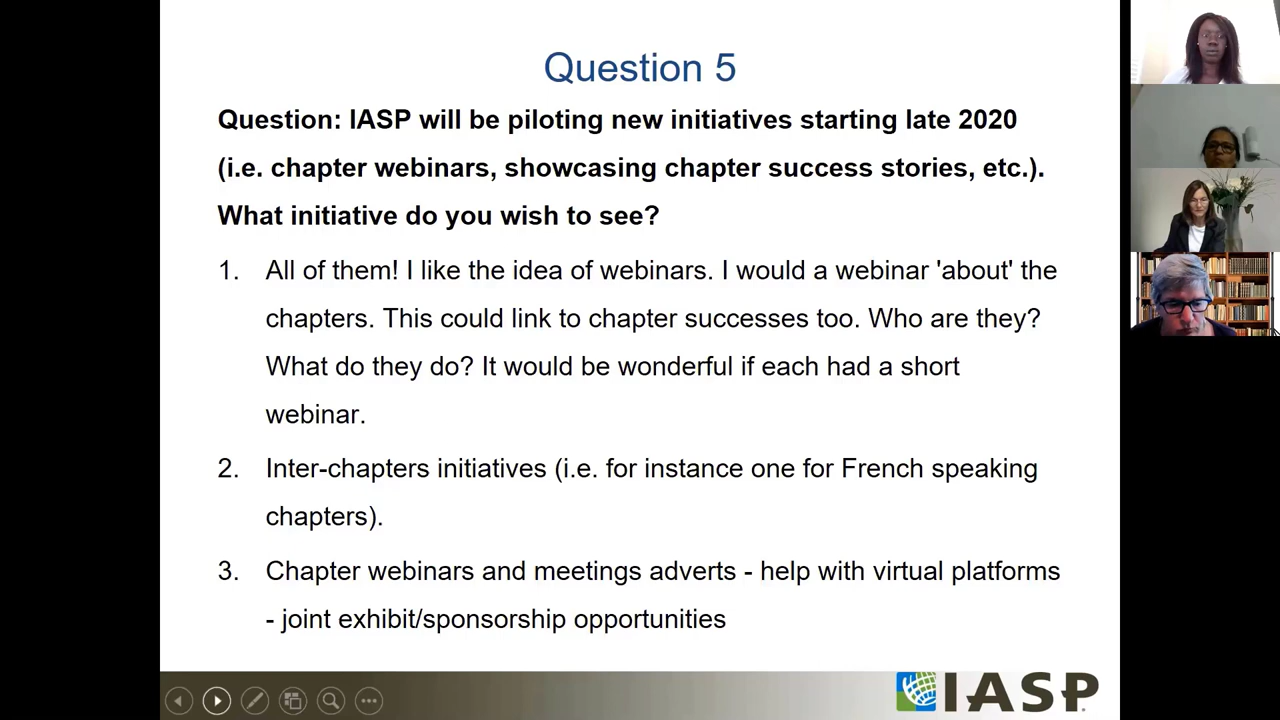 Question 5
Question: IASP will be piloting new initiatives starting late 2020
(i.e. chapter webinars, showcasing chapter success stories, etc.).
What initiative do you wish to see?
1. All of them! I like the idea of webinars. I would a webinar 'about' the
chapters. This could link to chapter successes too. Who are they?
What do they do? It would be wonderful if each had a short
webinar.
2. Inter-chapters initiatives (i.e. for instance one for French speaking
chapters).
3. Chapter webinars and meetings adverts - help with virtual platforms
- joint exhibit/sponsorship opportunities
IASP